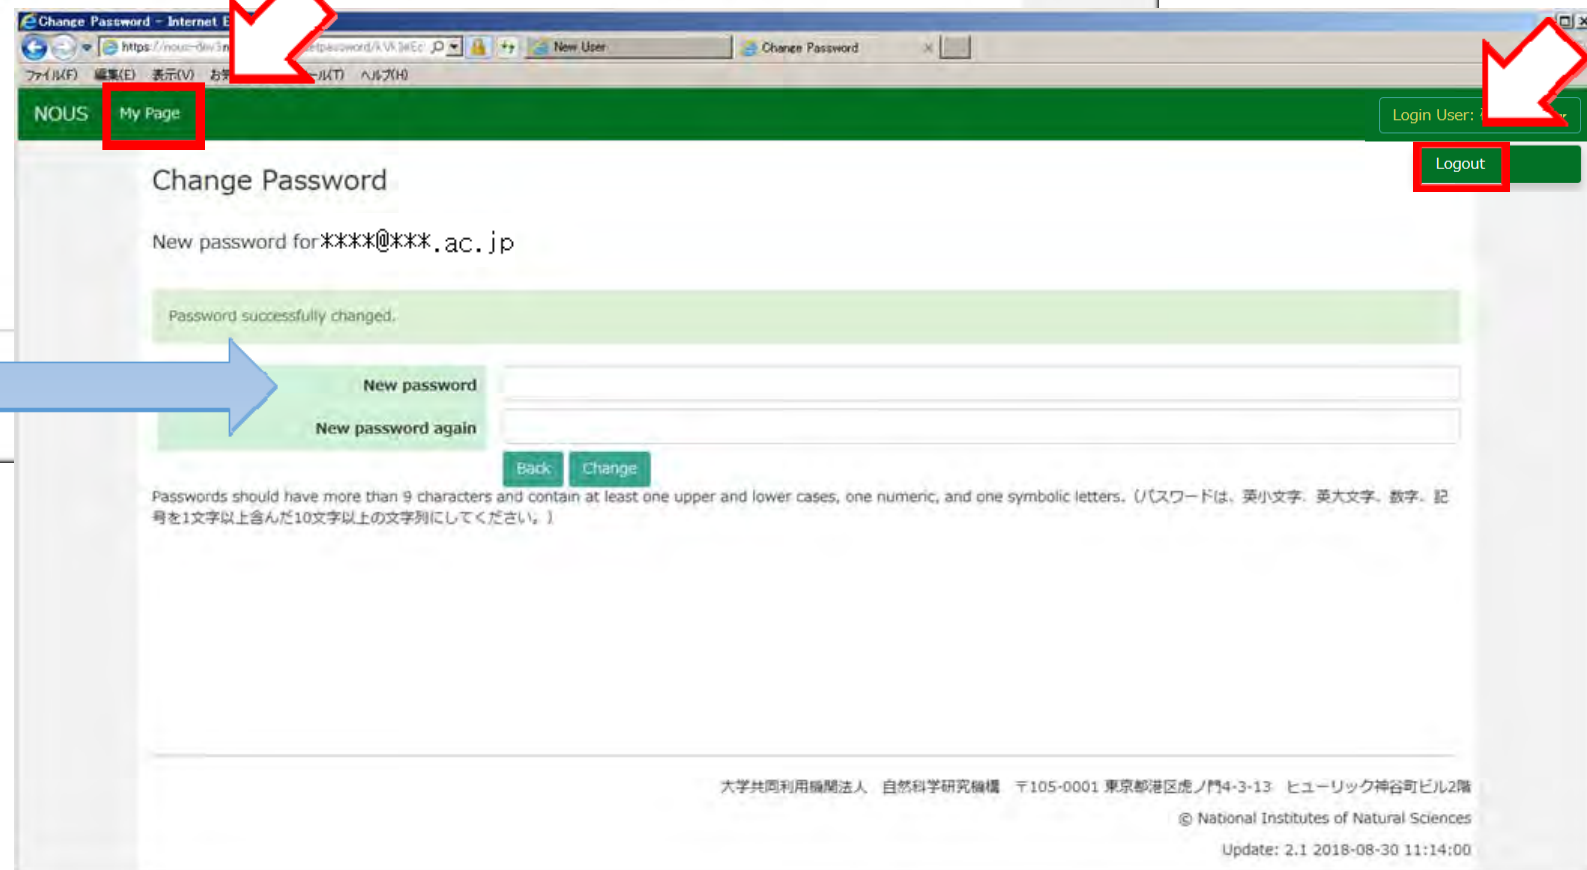 Change Password - Internet E
https://nous-dev3n
New User
Change Password
ファイル(F) 編集(E) 表示(V) お気 ール(T) ヘルプ(H)
NOUS My Page
Login User:
Logout
Change Password
New password for****@***.ac.jp
Password successfully changed.
New password
New password again
Back Change
Passwords should have more than 9 characters and contain at least one upper and lower cases, one numeric, and one symbolic letters. (パスワードは、英小文字、英大文字、数字、記
号を1文字以上含んだ10文字以上の文字列にしてください。)
大学共同利用機関法人 自然科学研究機構 〒105-0001 東京都港区虎ノ門4-3-13 ヒューリック神谷町ビル2階
© National Institutes of Natural Sciences
Update: 2.1 2018-08-30 11:14:00